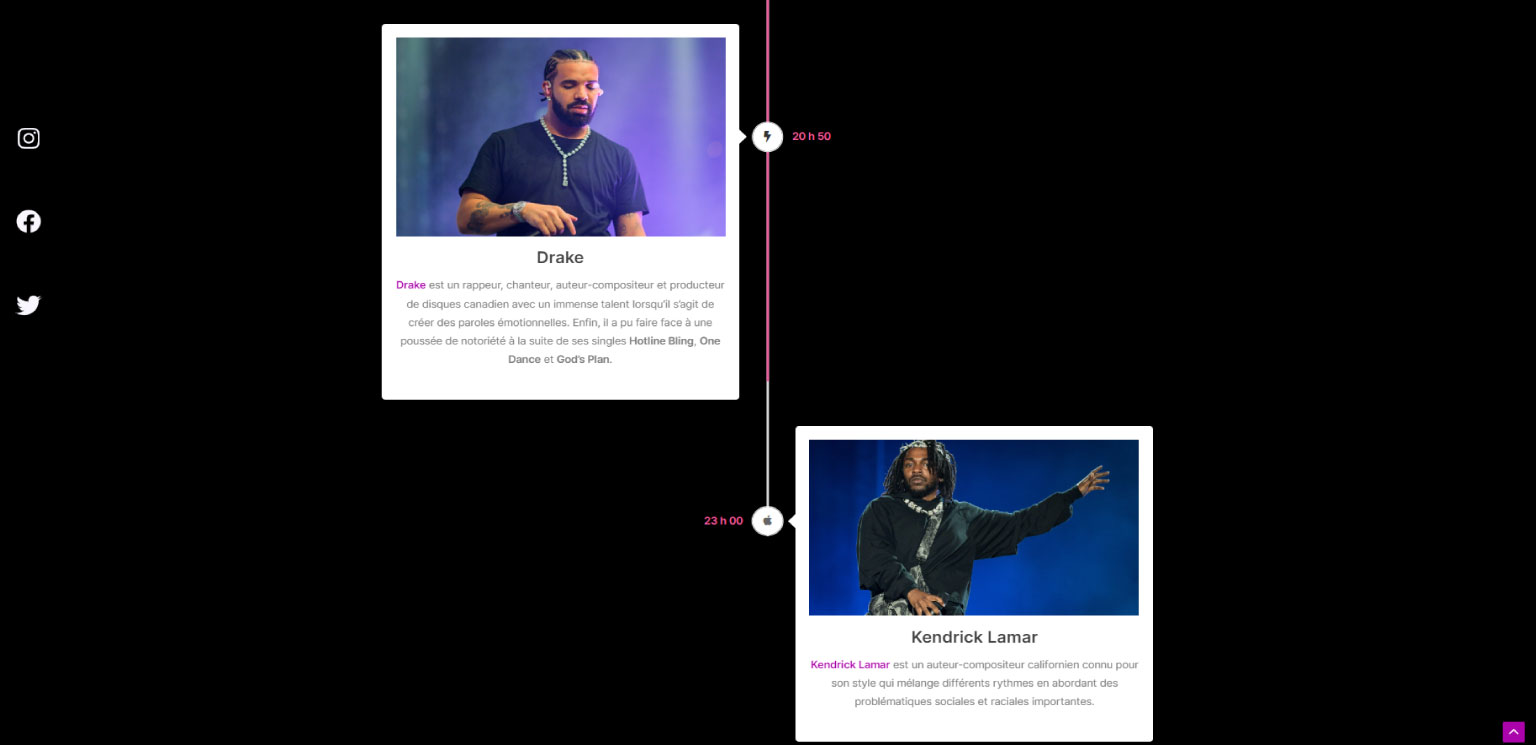 20 h 50
Drake
Drake est un rappeur, chanteur, auteur-compositeur et producteur
de disques canadien avec un immense talent lorsqu'il s'agit de
créer des paroles émotionnelles. Enfin, il a pu faire face à une
poussée de notoriété à la suite de ses singles Hotline Bling, One
Dance et God's Plan.
23 h 00
Kendrick Lamar
Kendrick Lamar est un auteur-compositeur californien connu pour
son style qui mélange différents rythmes en abordant des
problématiques sociales et raciales importantes.